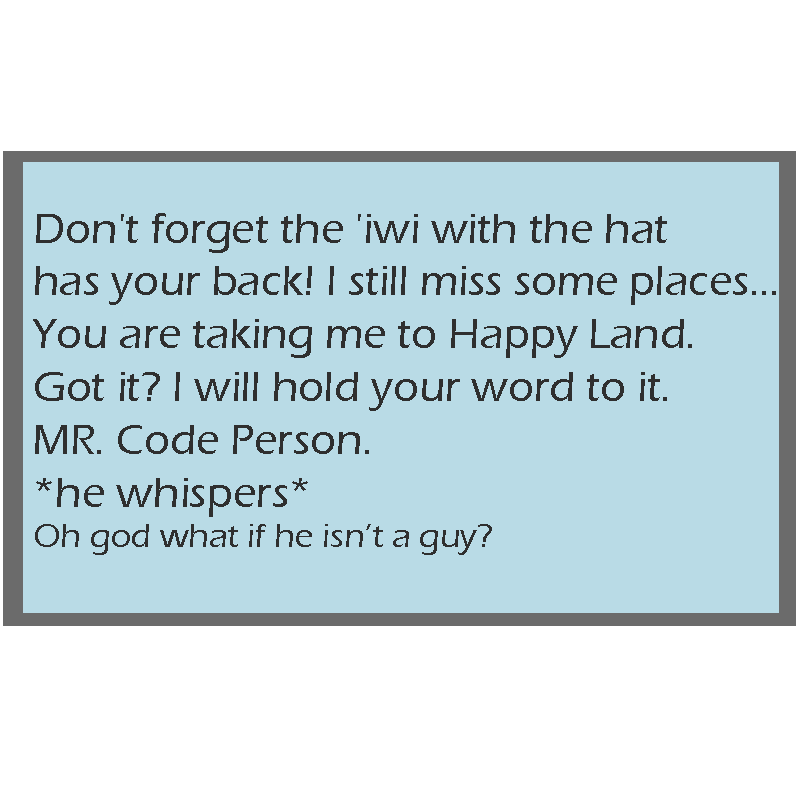 Don't forget the 'iwi with the hat
has your back! I still miss some places...
You are taking me to Happy Land.
Got it? I will hold your word to it.
MR. Code Person.
*he whispers*
Oh god what if he isn’t a guy?